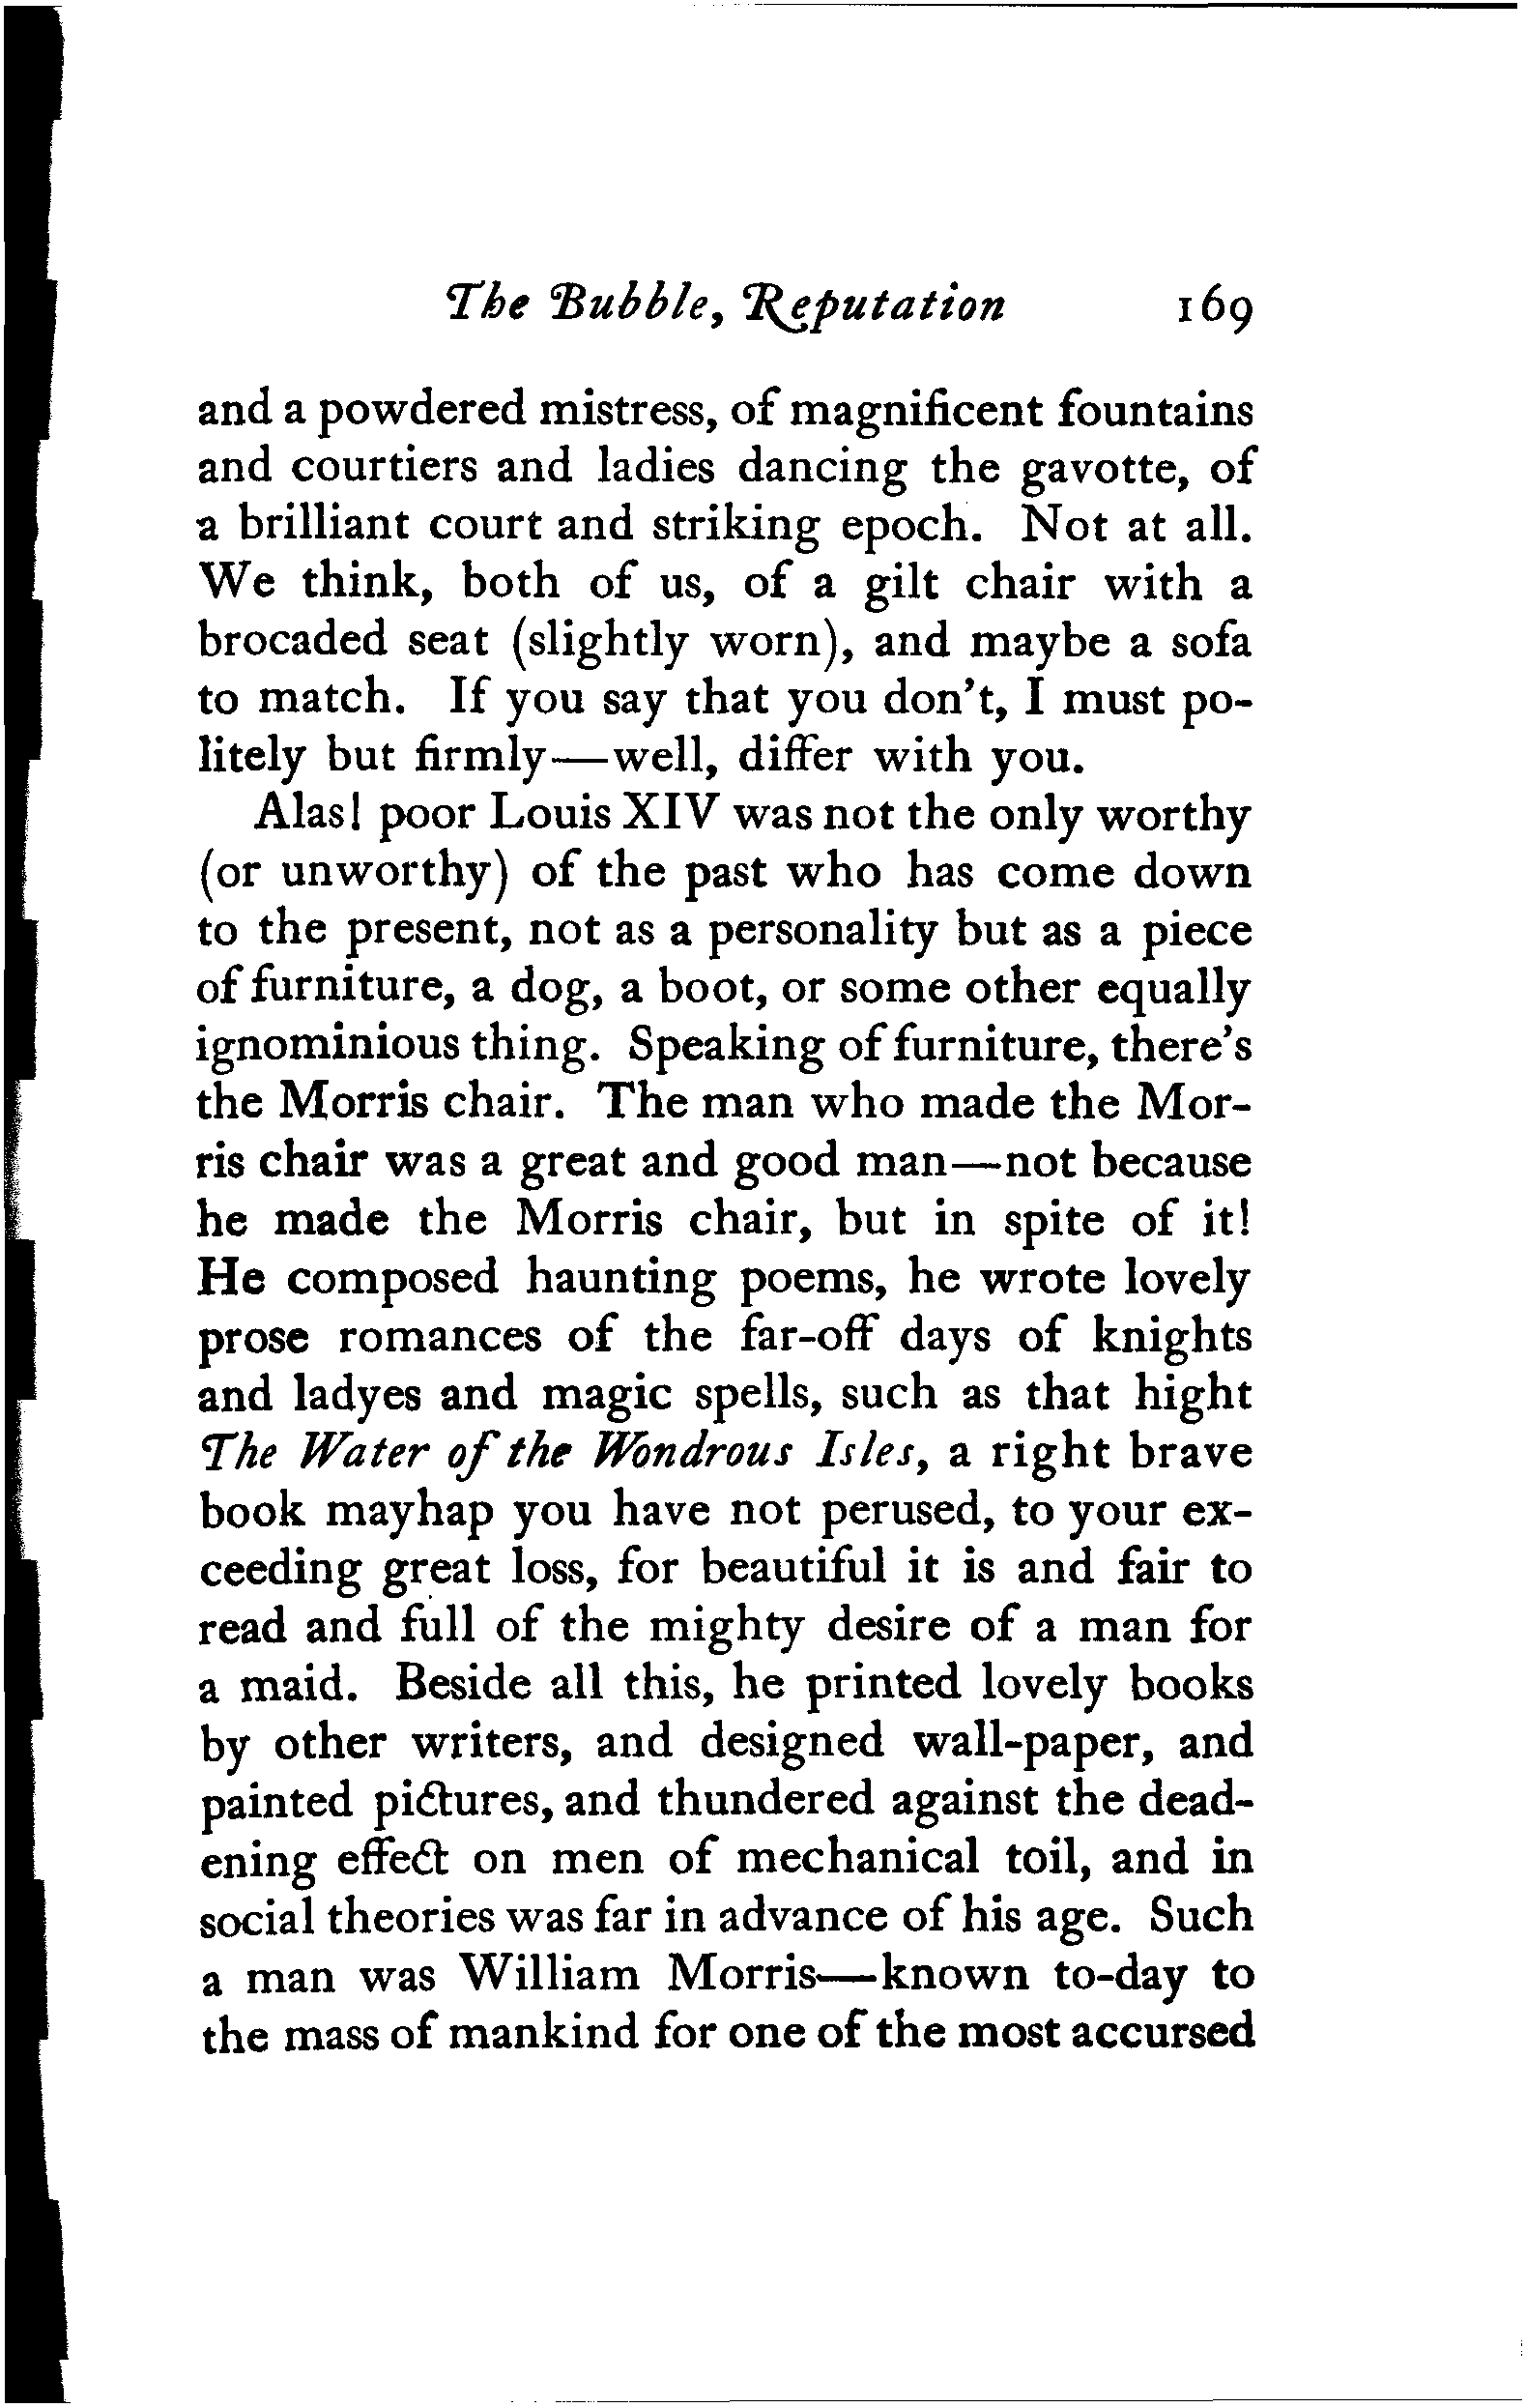 The Bubble, Reputation 169
and a powdered mistress, of magnificent fountains
and courtiers and ladies dancing the gavotte, of
a brilliant court and striking epoch. Not at all.
We think, both of us, of a gilt chair with a
brocaded seat (slightly worn), and maybe a sofa
to match. If you say that you don't, I must po-
litely but firmly—well, differ with you.
Alas! poor Louis XIV was not the only worthy
(or unworthy) of the past who has come down
to the present, not as a personality but as a piece
of furniture, a dog, a boot, or some other equally
ignominious thing. Speaking of furniture, there's
the Morris chair. The man who made the Mor-
ris chair was a great and good man—not because
he made the Morris chair, but in spite of it!
He composed haunting poems, he wrote lovely
prose romances of the far-off days of knights
and ladyes and magic spells, such as that hight
The Water of the Wondrous Isles, a right brave
book mayhap you have not perused, to your ex-
ceeding great loss, for beautiful it is and fair to
read and full of the mighty desire of a man for
a maid. Beside all this, he printed lovely books
by other writers, and designed wall-paper, and
painted pictures, and thundered against the dead-
ening effect on men of mechanical toil, and in
social theories was far in advance of his age. Such
a man was William Morris—known to-day to
the mass of mankind for one of the most accursed